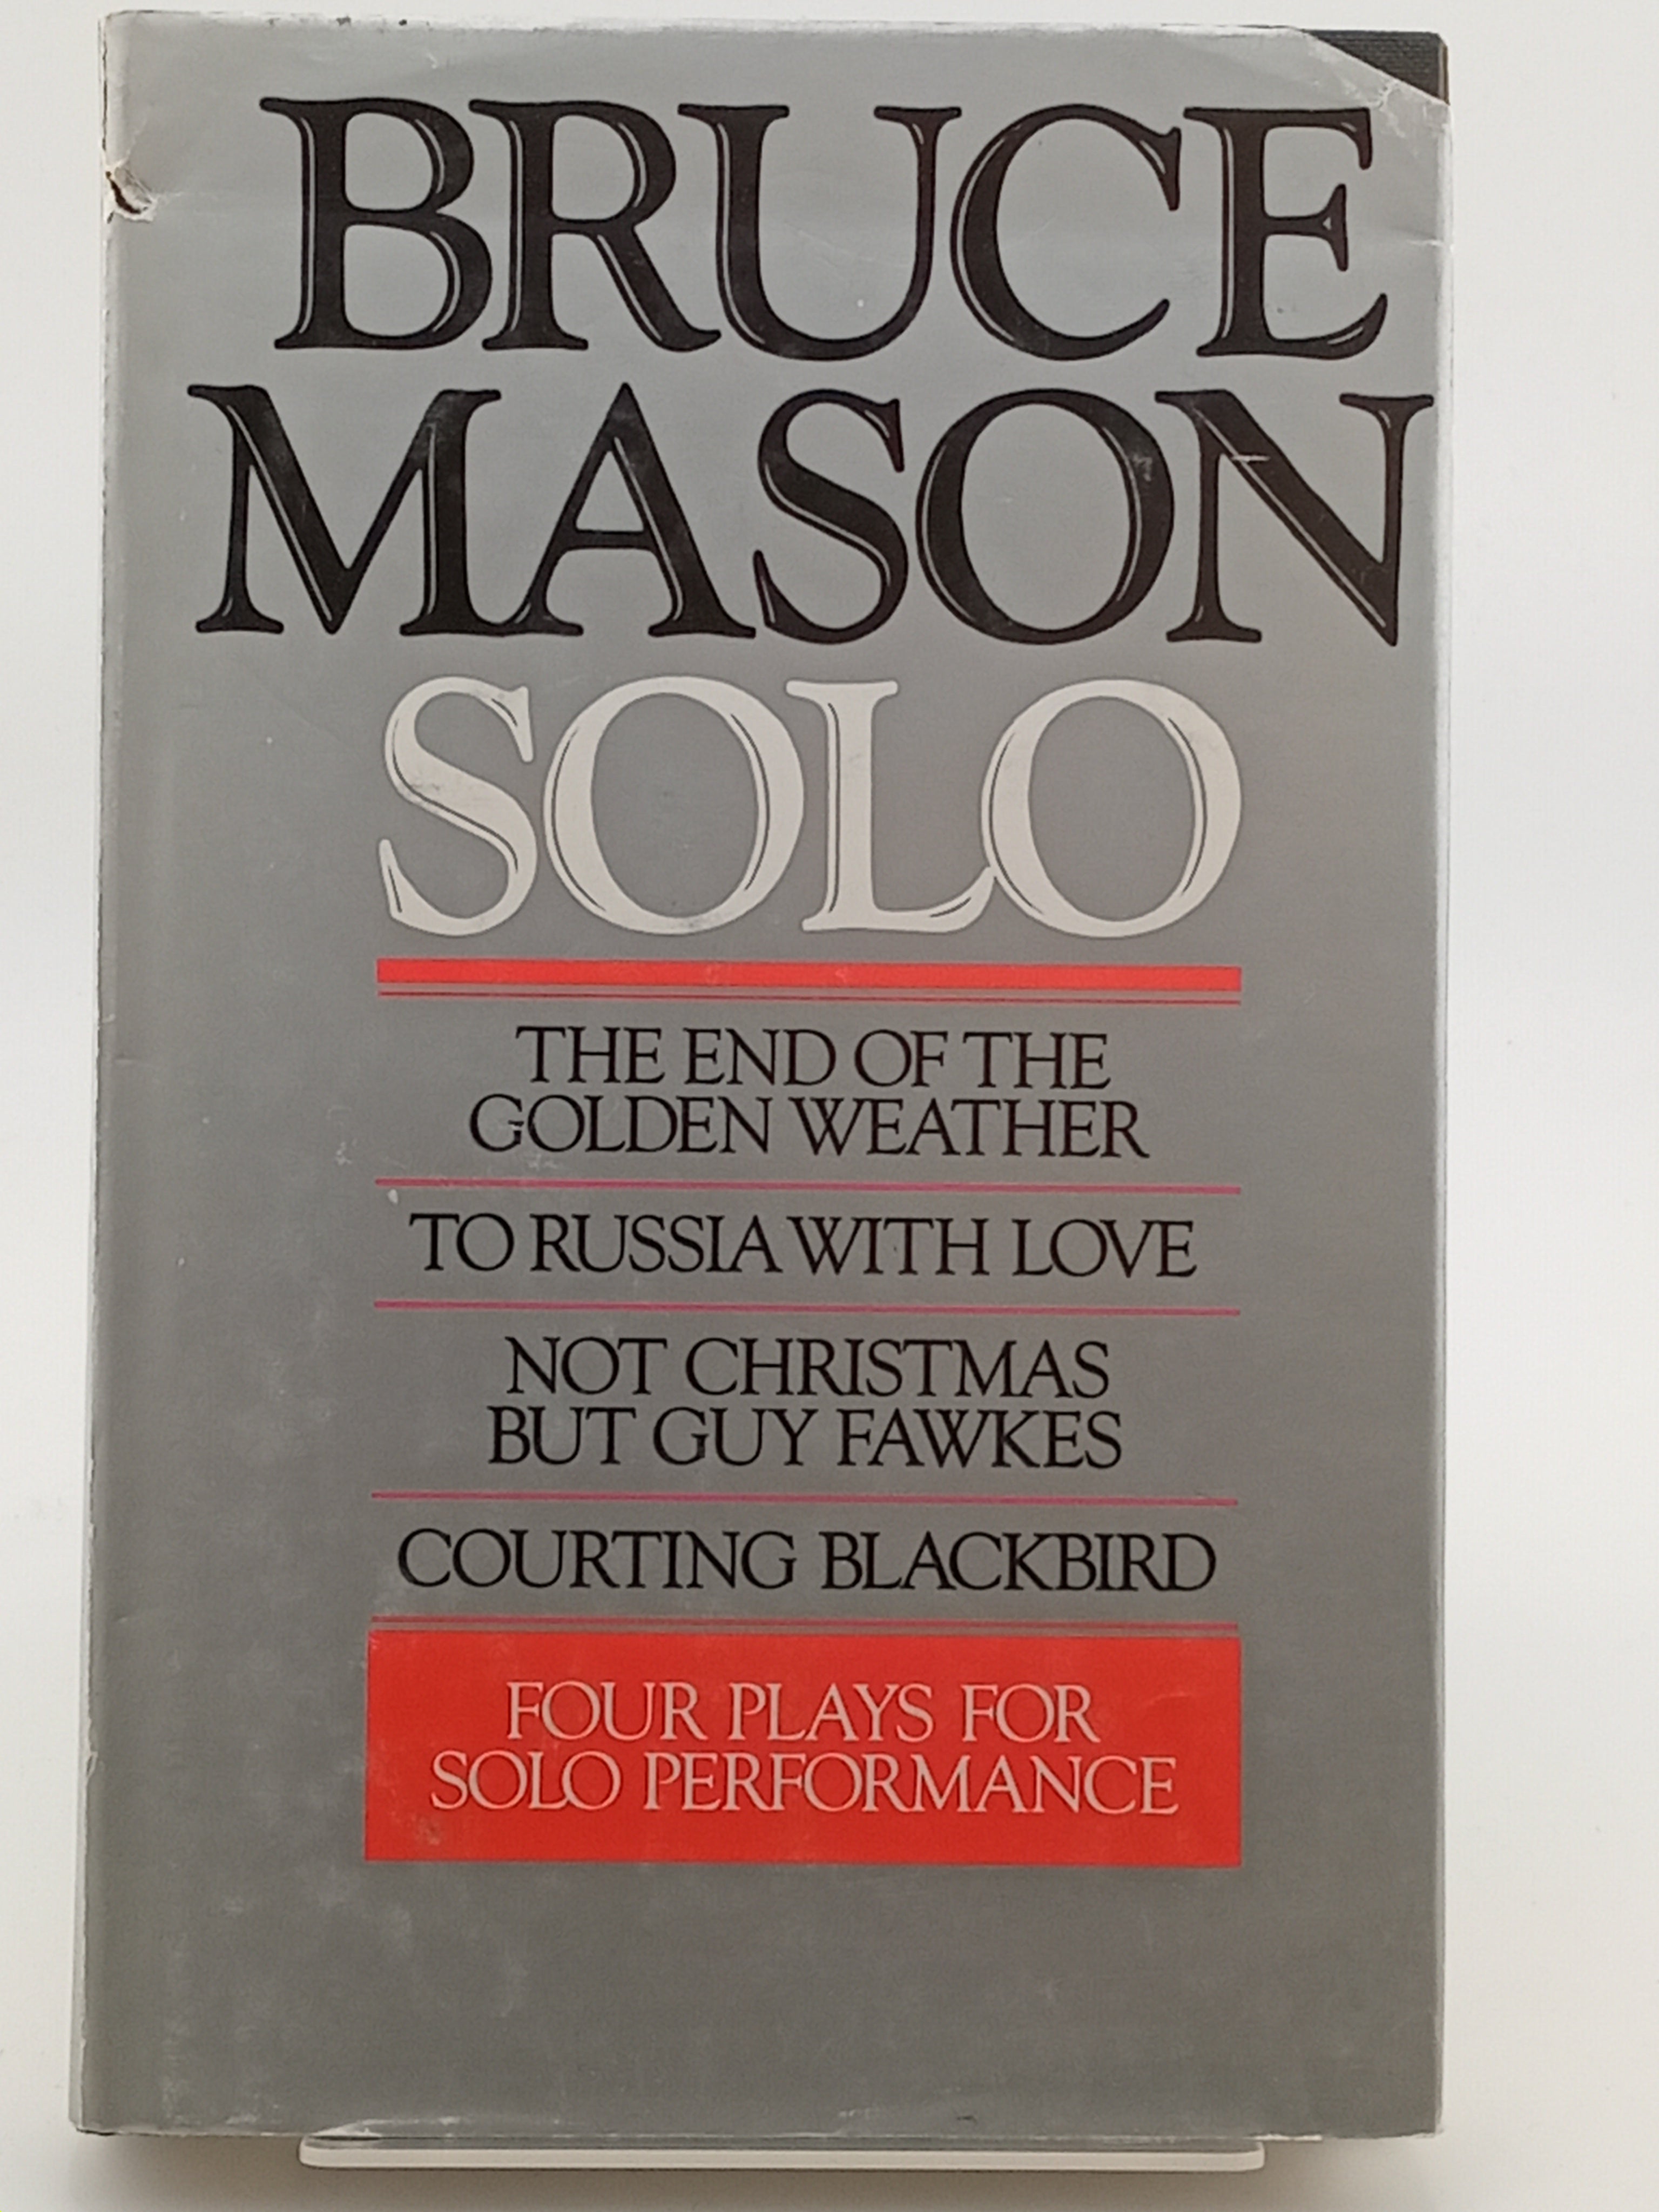 BRUCE
MASON
SOLO
THE END OF THE
GOLDEN WEATHER
TO RUSSIA WITH LOVE
NOT CHRISTMAS
BUT GUY FAWKES
COURTING BLACKBIRD
FOUR PLAYS FOR
SOLO PERFORMANCE